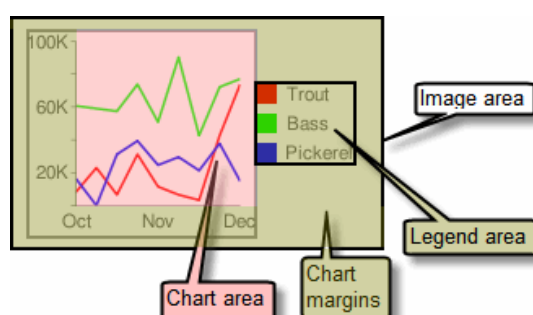 100K
60K
20K
Oct Nov Dec
Trout
Bass
Pickerel
Image area
Legend area
Chart area
Chart
margins